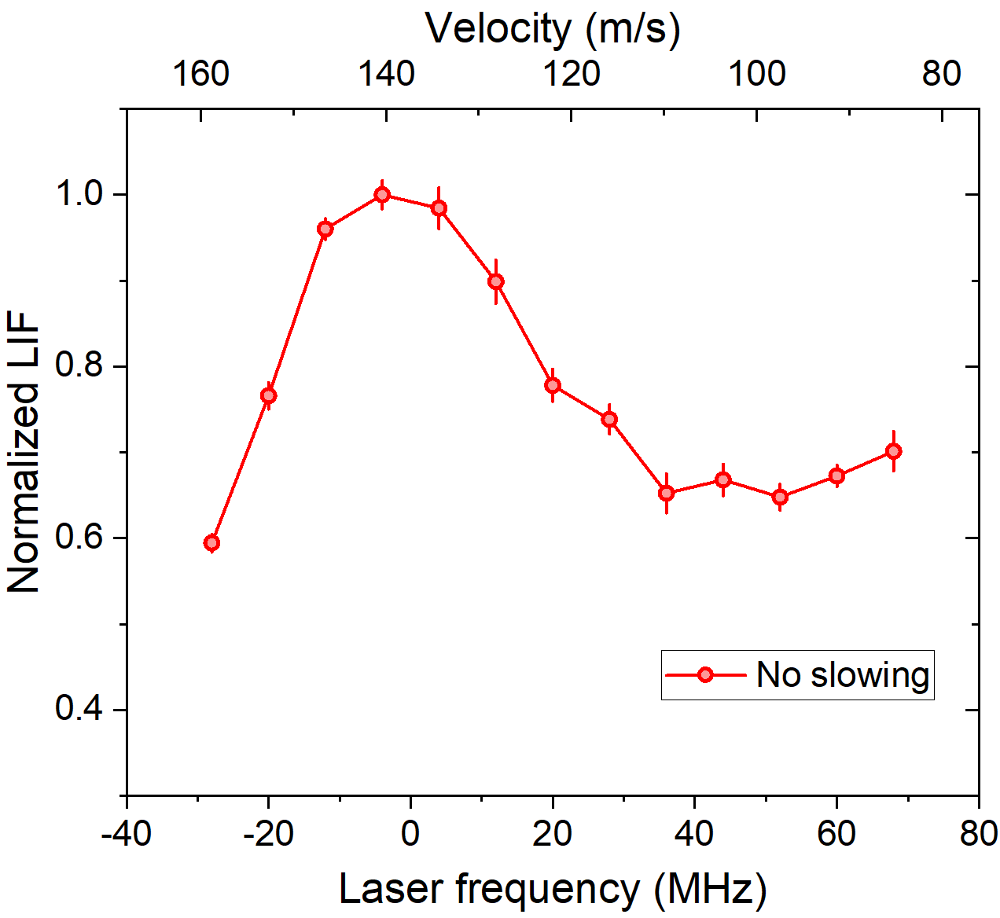 Velocity (m/s)
160 140 120 100 80
1.0
0.8
0.6
0.4
Normalized LIF
No slowing
-40 -20 0 20 40 60 80
Laser frequency (MHz)